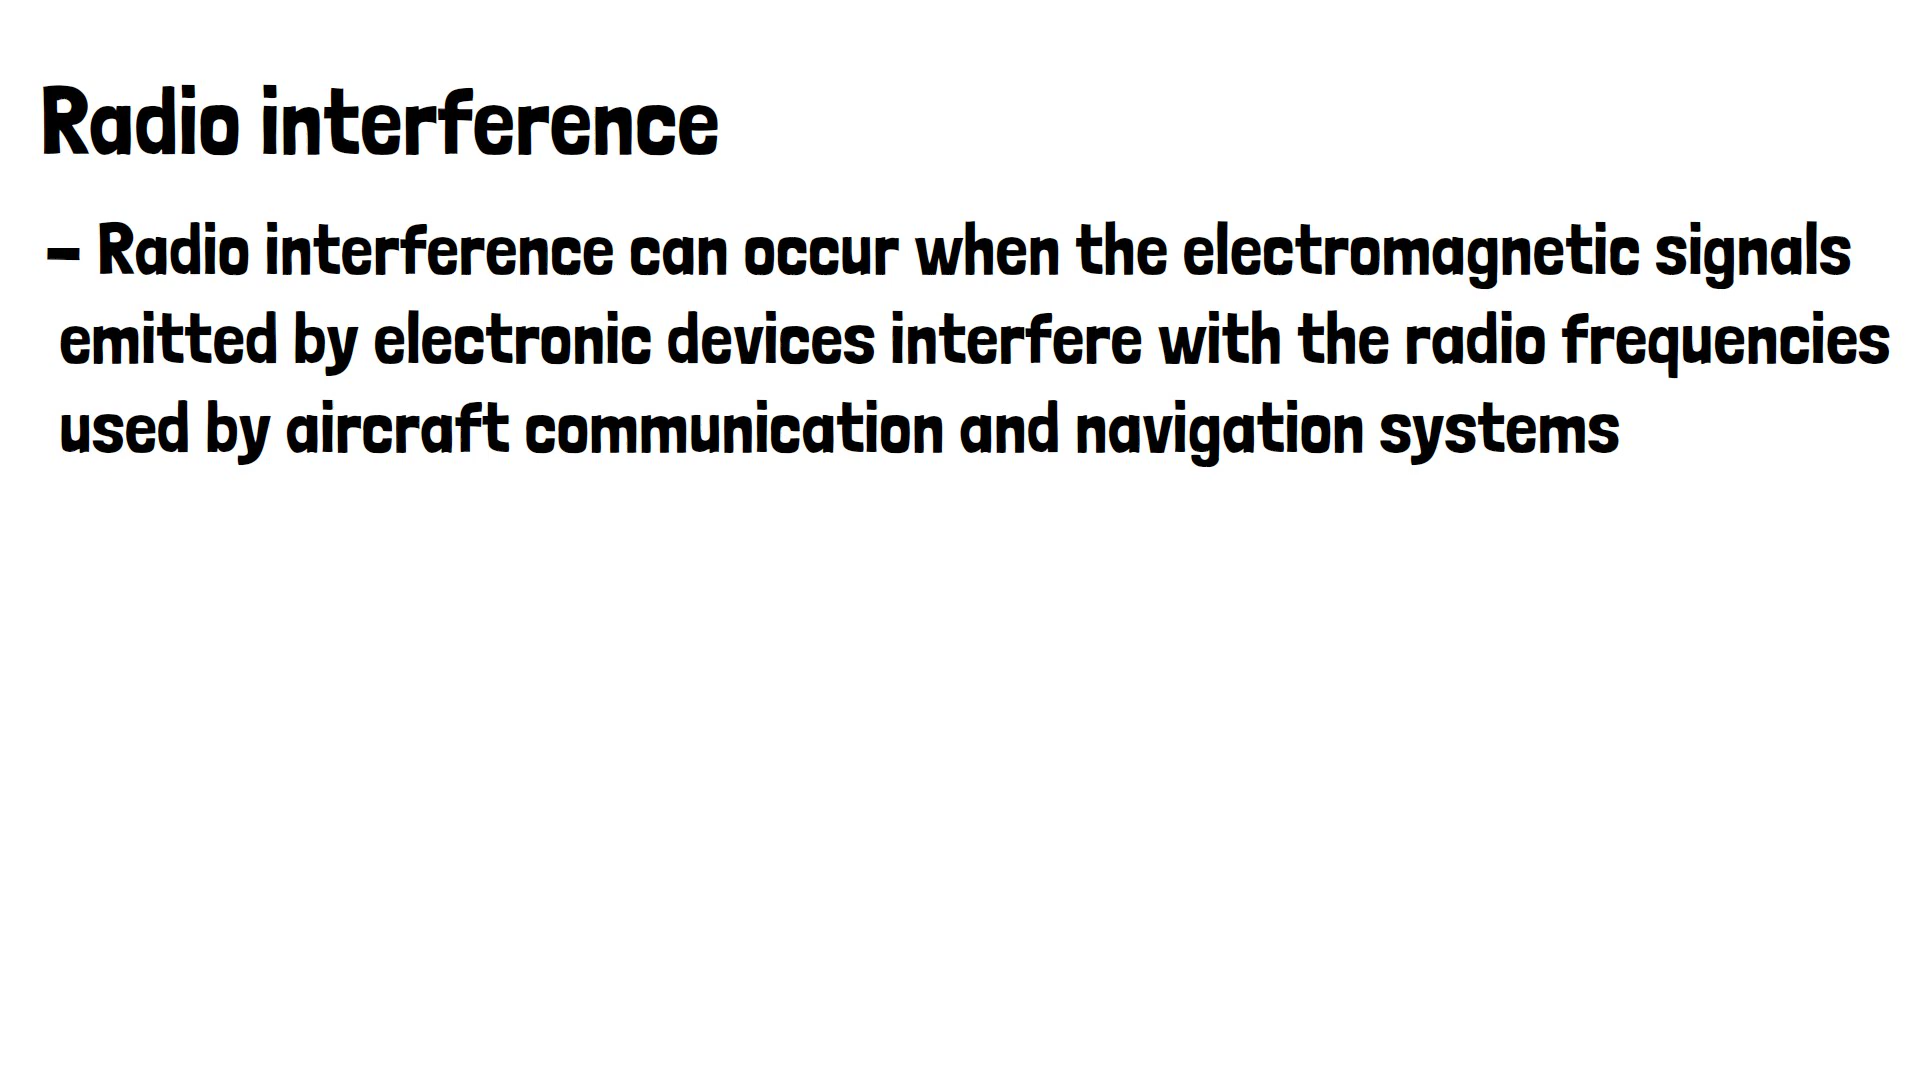 Radio interference
– Radio interference can occur when the electromagnetic signals
emitted by electronic devices interfere with the radio frequencies
used by aircraft communication and navigation systems